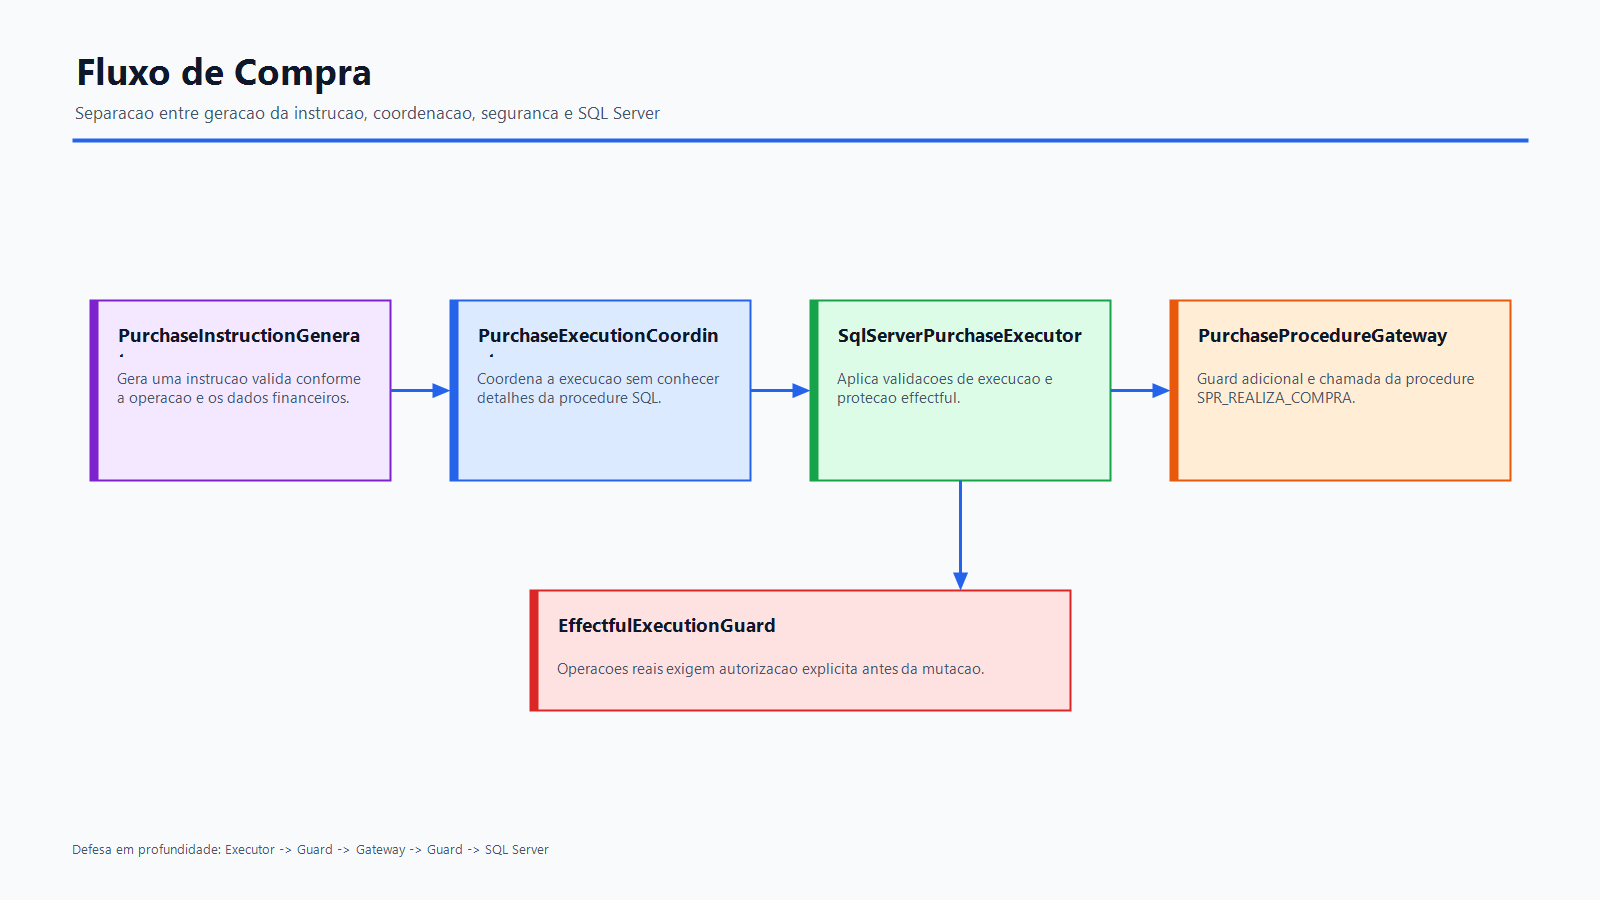 Fluxo de Compra
Separacao entre geracao da instrucao, coordenacao, seguranca e SQL Server
PurchaseInstructionGenera
Gera uma instrucao valida conforme
a operacao e os dados financeiros.
PurchaseExecutionCoordin
Coordena a execucao sem conhecer
detalhes da procedure SQL.
SqlServerPurchaseExecutor
Aplica validacoes de execucao e
protecao effectful.
PurchaseProcedureGateway
Guard adicional e chamada da procedure
SPR_REALIZA_COMPRA.
EffectfulExecutionGuard
Operacoes reais exigem autorizacao explicita antes da mutacao.
Defesa em profundidade: Executor -> Guard -> Gateway -> Guard -> SQL Server